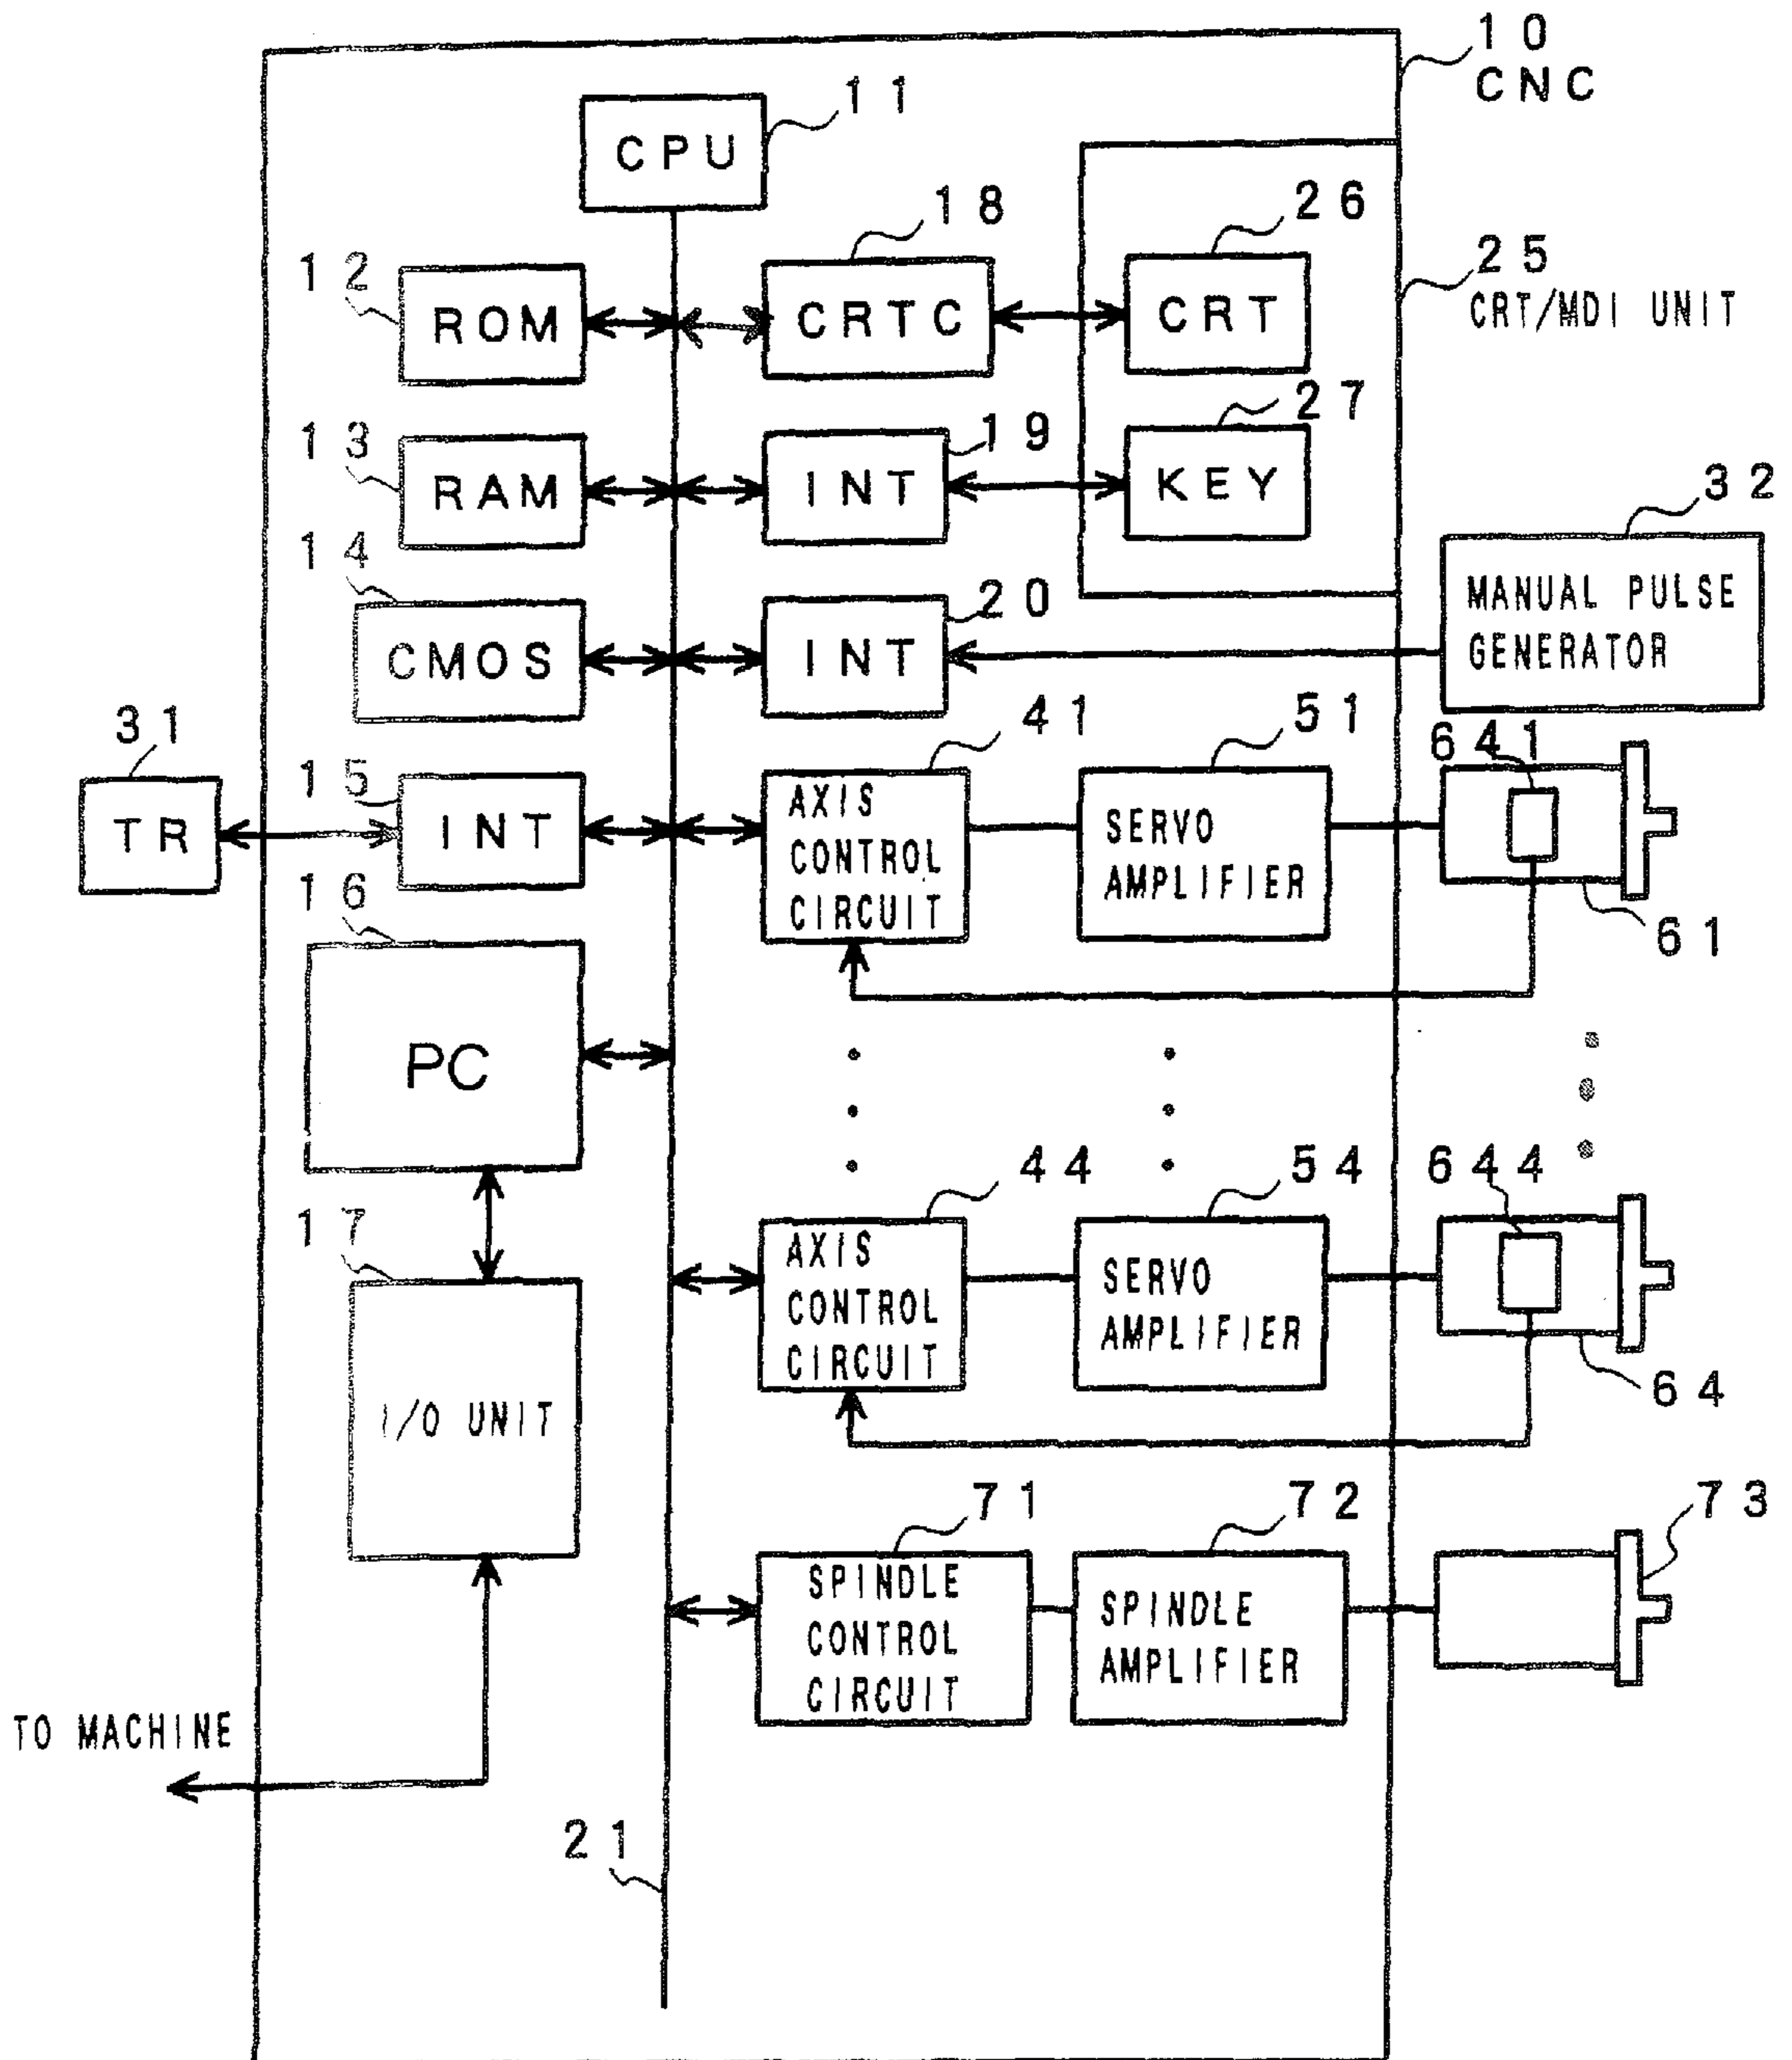 10
CNC
11
CPU
18
26
12
ROM
CRTC
CRT
25
CRT/MDI UNIT
13
RAM
19
INT
27
KEY
32
MANUAL PULSE
GENERATOR
14
CMOS
20
INT
31
TR
15
INT
41
AXIS
CONTROL
CIRCUIT
51
SERVO
AMPLIFIER
641
61
16
PC
17
I/O UNIT
44
AXIS
CONTROL
CIRCUIT
54
SERVO
AMPLIFIER
644
64
71
SPINDLE
CONTROL
CIRCUIT
72
SPINDLE
AMPLIFIER
73
TO MACHINE
21